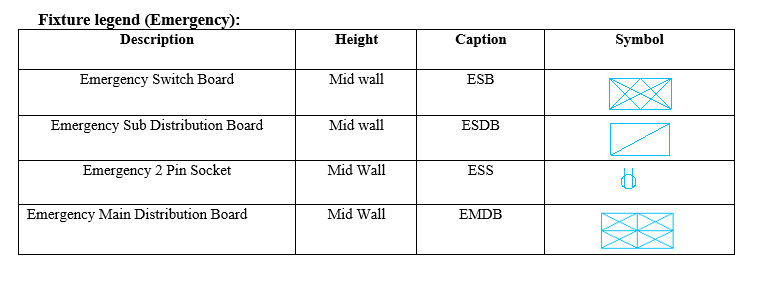 Fixture legend (Emergency):
Description Height Caption Symbol
Emergency Switch Board Mid wall ESB
Emergency Sub Distribution Board Mid wall ESDB
Emergency 2 Pin Socket Mid Wall ESS
Emergency Main Distribution Board Mid Wall EMDB